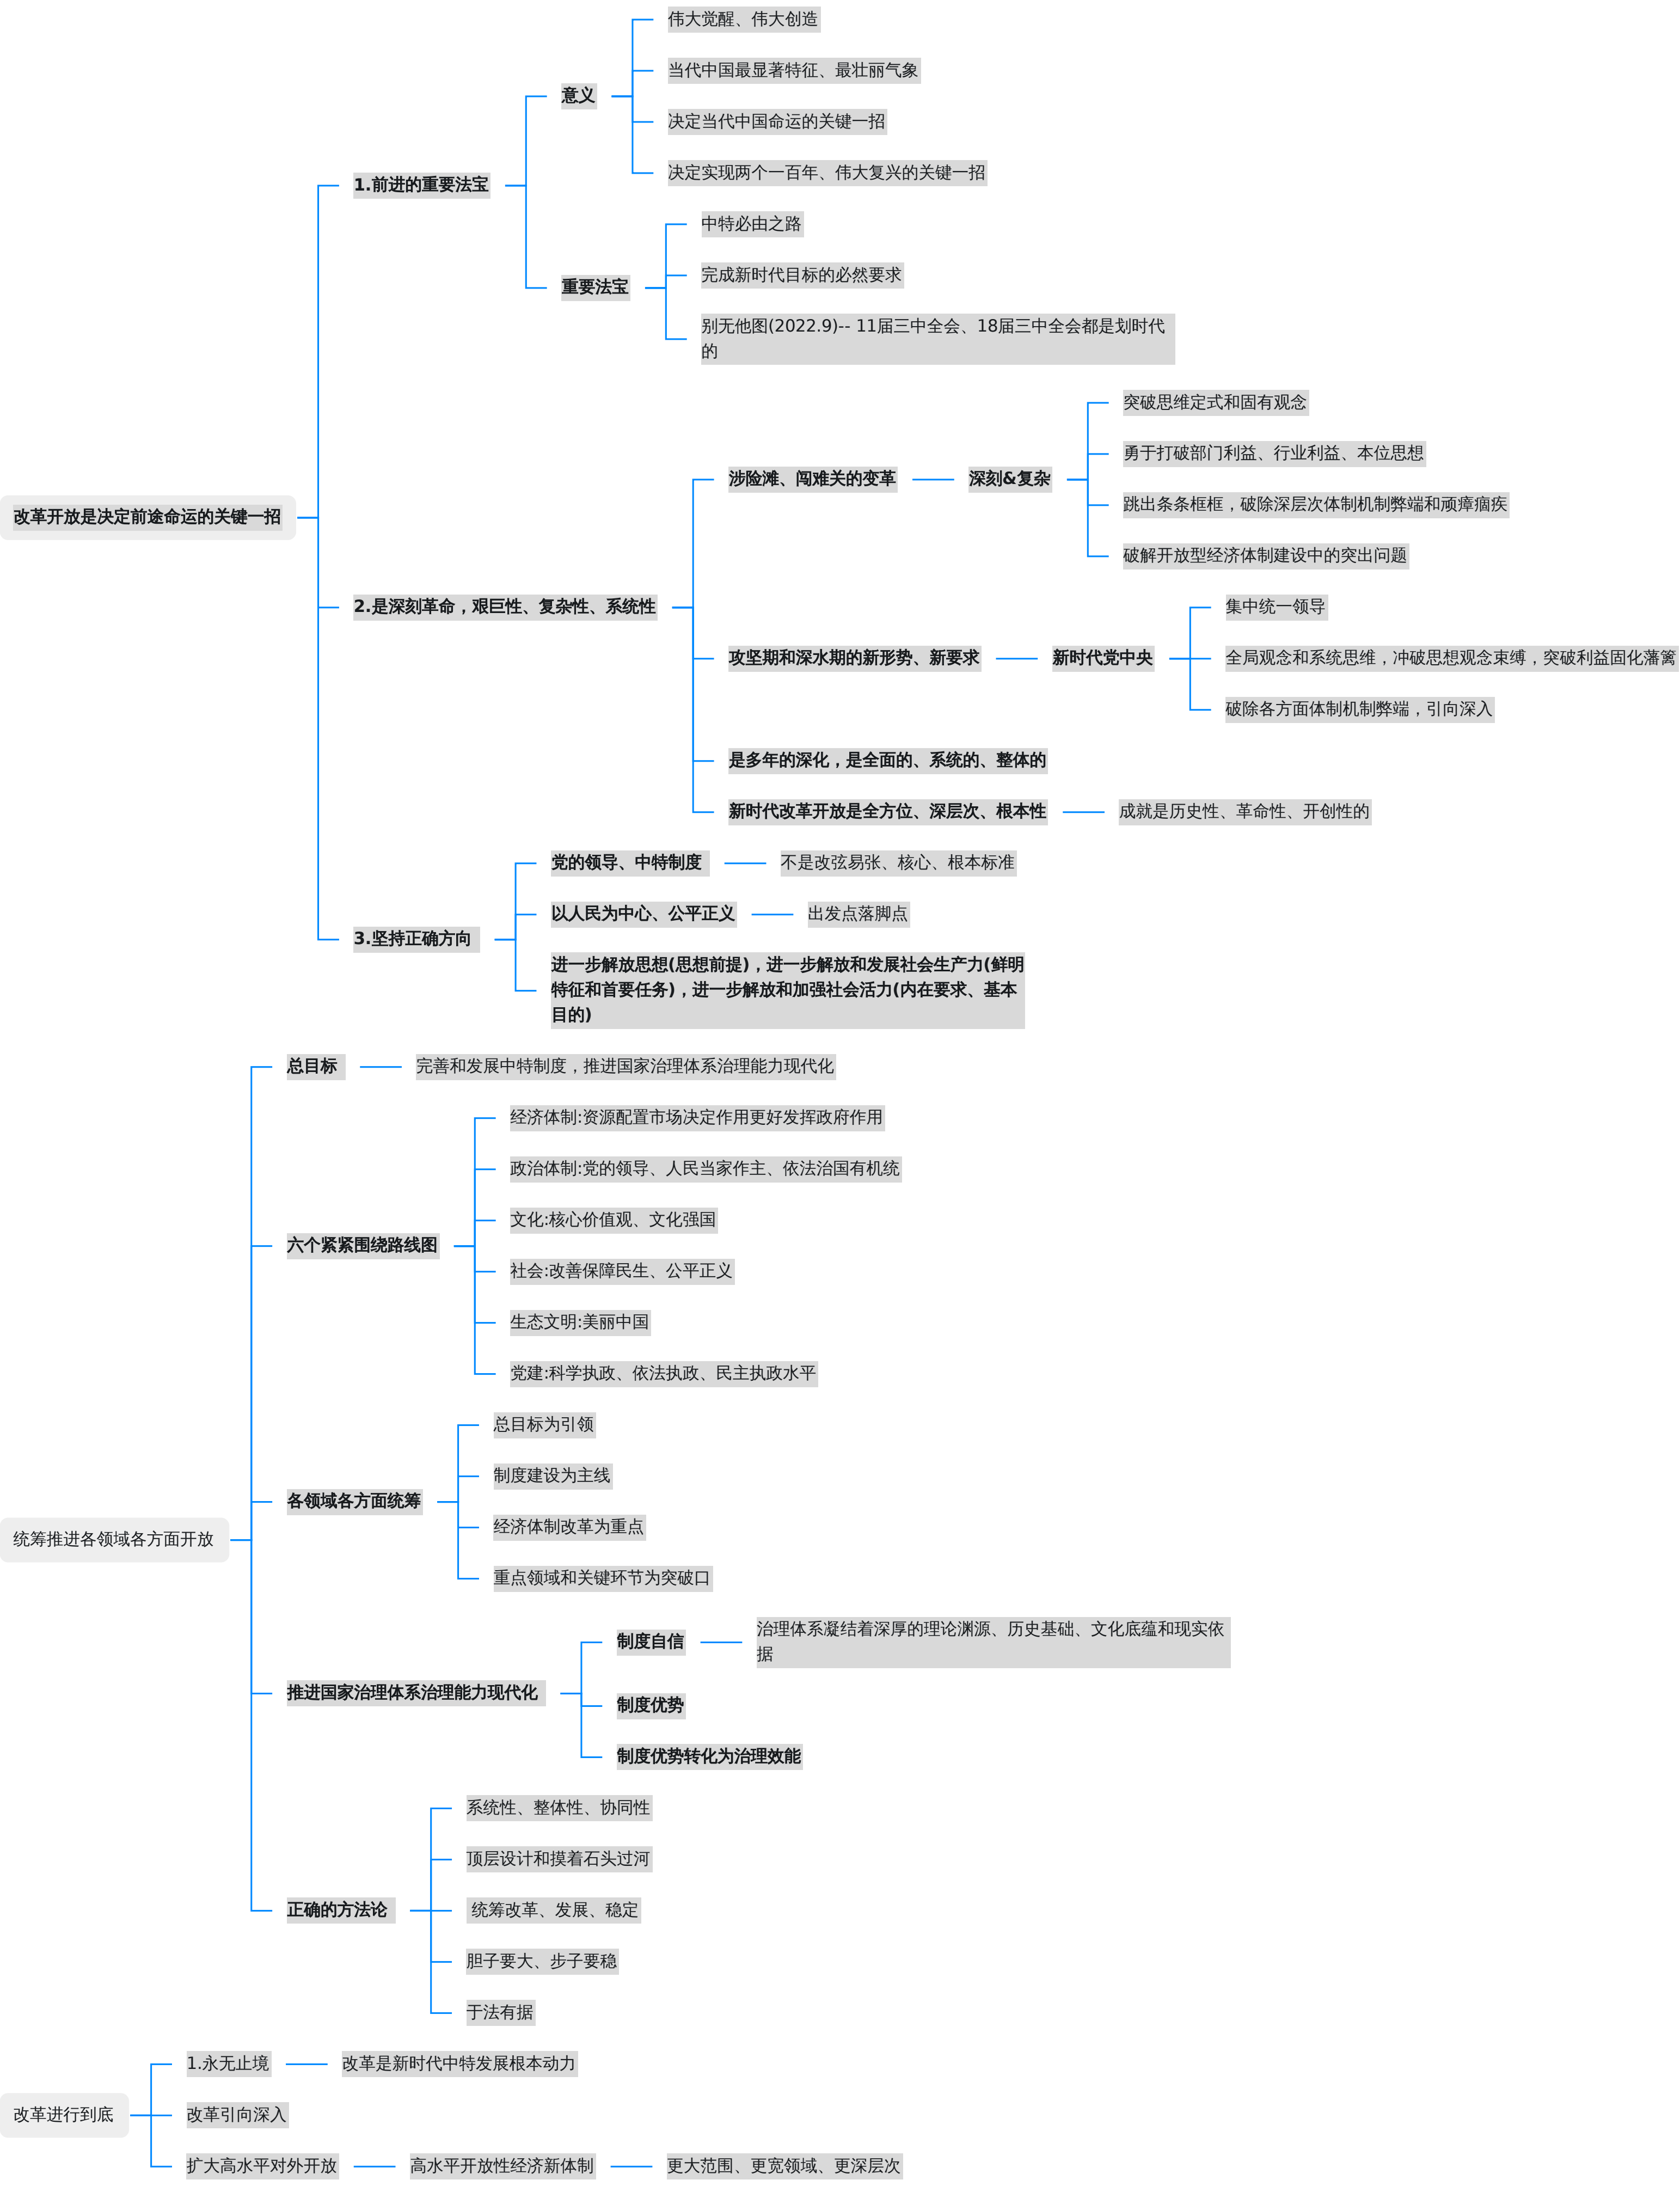 改革开放是决定前途命运的关键一招
1.前进的重要法宝
意义
伟大觉醒、伟大创造
当代中国最显著特征、最壮丽气象
决定当代中国命运的关键一招
决定实现两个一百年、伟大复兴的关键一招
重要法宝
中特必由之路
完成新时代目标的必然要求
别无他图(2022.9)-- 11届三中全会、18届三中全会都是划时代
的
2.是深刻革命，艰巨性、复杂性、系统性
涉险滩、闯难关的变革
深刻&复杂
突破思维定式和固有观念
勇于打破部门利益、行业利益、本位思想
跳出条条框框，破除深层次体制机制弊端和顽瘴痼疾
破解开放型经济体制建设中的突出问题
攻坚期和深水期的新形势、新要求
新时代党中央
集中统一领导
全局观念和系统思维，冲破思想观念束缚，突破利益固化藩篱
破除各方面体制机制弊端，引向深入
是多年的深化，是全面的、系统的、整体的
新时代改革开放是全方位、深层次、根本性
成就是历史性、革命性、开创性的
3.坚持正确方向
党的领导、中特制度
不是改弦易张、核心、根本标准
以人民为中心、公平正义
出发点落脚点
进一步解放思想(思想前提)，进一步解放和发展社会生产力(鲜明
特征和首要任务)，进一步解放和加强社会活力(内在要求、基本
目的)
统筹推进各领域各方面开放
总目标
完善和发展中特制度，推进国家治理体系治理能力现代化
六个紧紧围绕路线图
经济体制:资源配置市场决定作用更好发挥政府作用
政治体制:党的领导、人民当家作主、依法治国有机统
文化:核心价值观、文化强国
社会:改善保障民生、公平正义
生态文明:美丽中国
党建:科学执政、依法执政、民主执政水平
各领域各方面统筹
总目标为引领
制度建设为主线
经济体制改革为重点
重点领域和关键环节为突破口
推进国家治理体系治理能力现代化
制度自信
治理体系凝结着深厚的理论渊源、历史基础、文化底蕴和现实依
据
制度优势
制度优势转化为治理效能
正确的方法论
系统性、整体性、协同性
顶层设计和摸着石头过河
统筹改革、发展、稳定
胆子要大、步子要稳
于法有据
改革进行到底
1.永无止境
改革是新时代中特发展根本动力
改革引向深入
扩大高水平对外开放
高水平开放性经济新体制
更大范围、更宽领域、更深层次